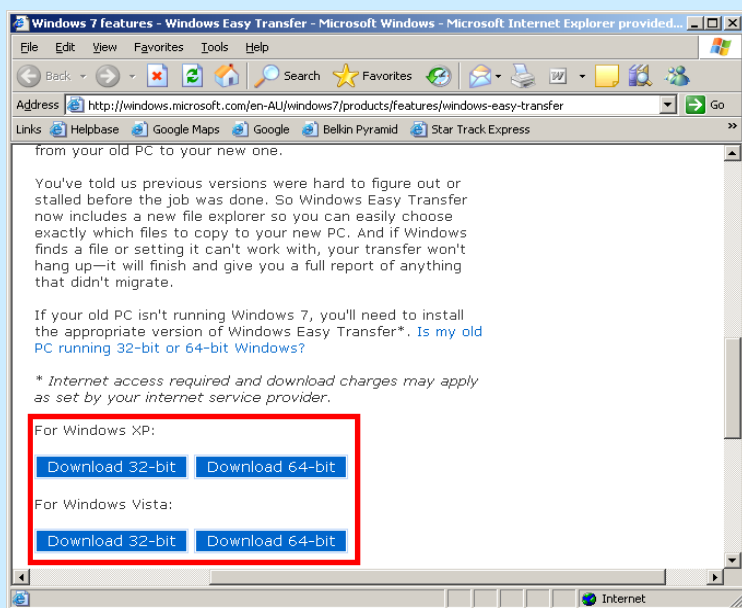 Windows 7 features - Windows Easy Transfer - Microsoft Windows - Microsoft Internet Explorer provided...
File Edit View Favorites Tools Help
Back Search Favorites
Address http://windows.microsoft.com/en-AU/windows7/products/features/windows-easy-transfer Go
Links Helpbase Google Maps Google Belkin Pyramid Star Track Express »
from your old PC to your new one.
You've told us previous versions were hard to figure out or
stalled before the job was done. So Windows Easy Transfer
now includes a new file explorer so you can easily choose
exactly which files to copy to your new PC. And if Windows
finds a file or setting it can't work with, your transfer won't
hang up—it will finish and give you a full report of anything
that didn't migrate.
If your old PC isn't running Windows 7, you'll need to install
the appropriate version of Windows Easy Transfer*. Is my old
PC running 32-bit or 64-bit Windows?
* Internet access required and download charges may apply
as set by your internet service provider.
For Windows XP:
Download 32-bit Download 64-bit
For Windows Vista:
Download 32-bit Download 64-bit
Internet